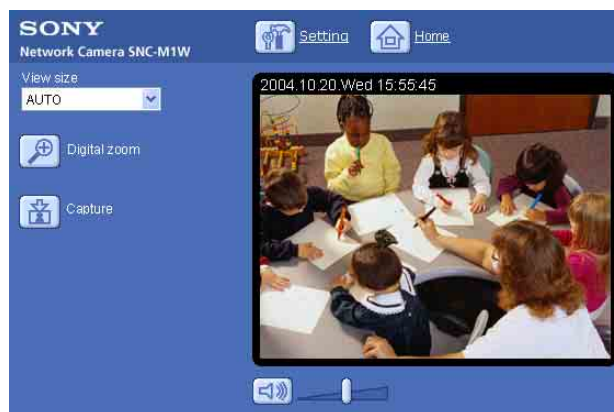 SONY
Network Camera SNC-M1W
Setting
Home
View size
AUTO
2004.10.20.Wed 15:55:45
Digital zoom
Capture